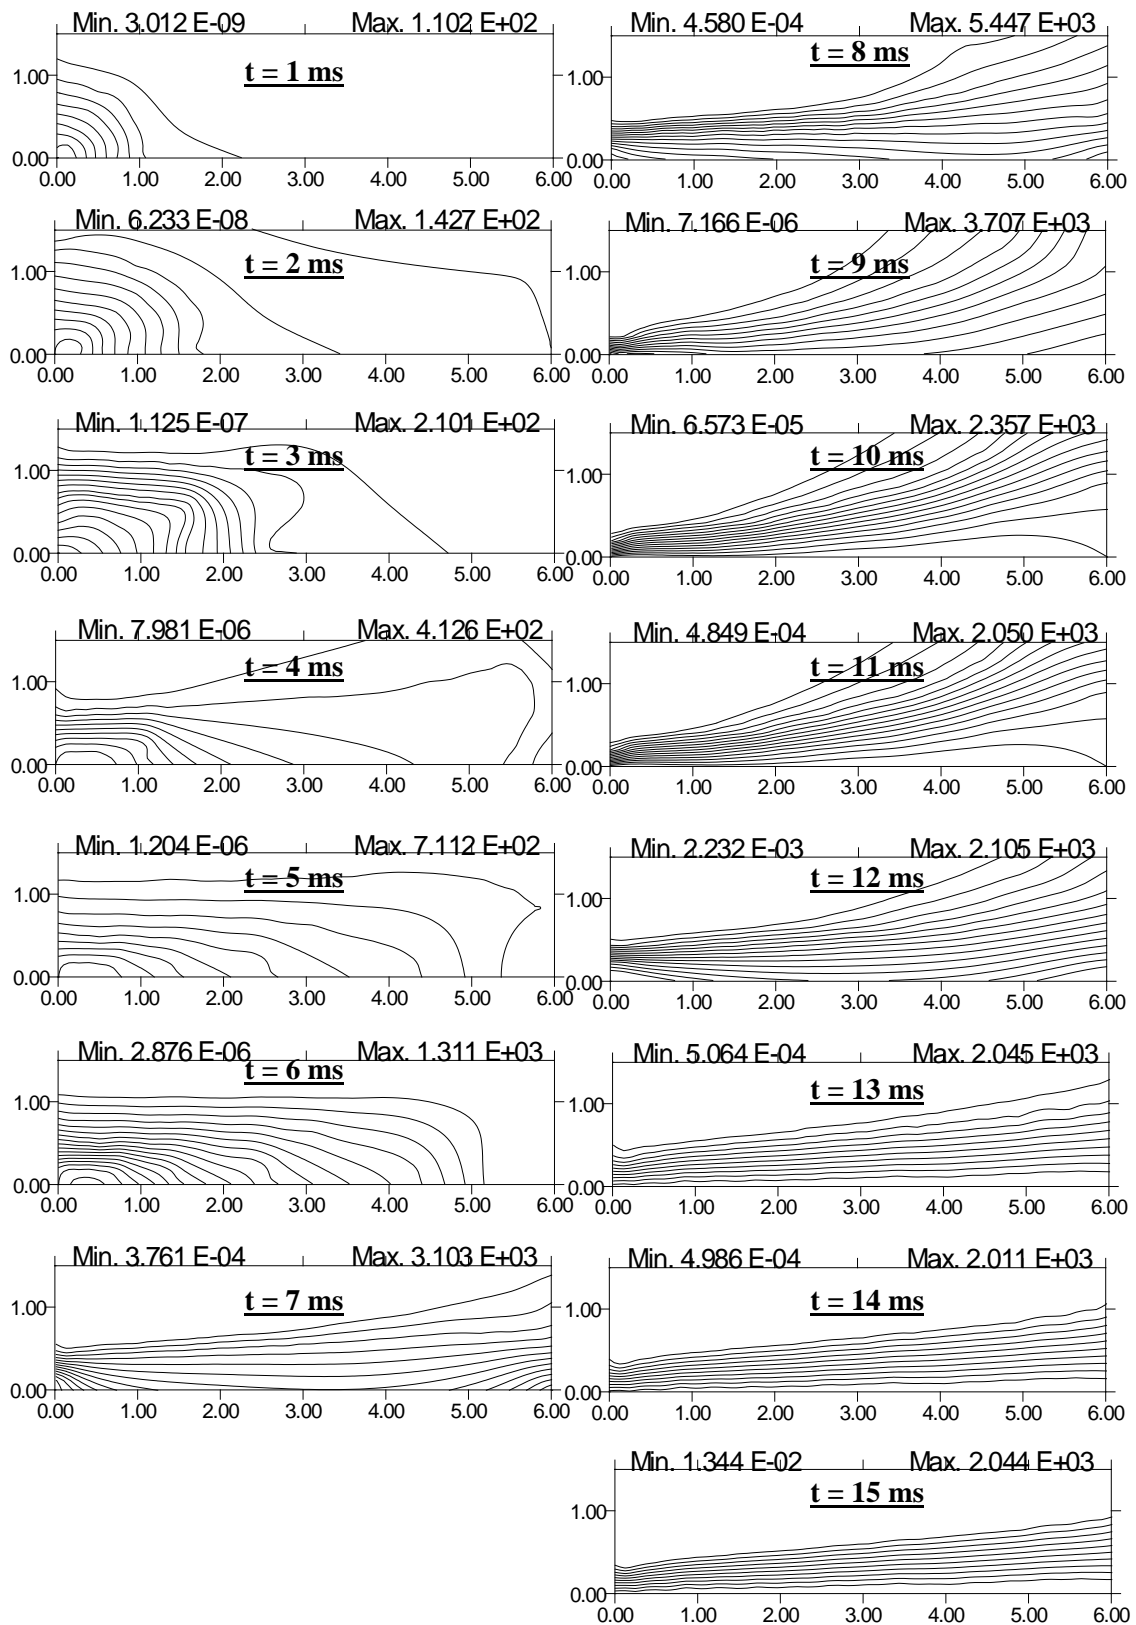 Min. 3.012 E-09 Max. 1.102 E+02
t = 1 ms
1.00
0.00
0.00 1.00 2.00 3.00 4.00 5.00 6.00
Min. 6.233 E-08 Max. 1.427 E+02
t = 2 ms
1.00
0.00
0.00 1.00 2.00 3.00 4.00 5.00 6.00
Min. 1.125 E-07 Max. 2.101 E+02
t = 3 ms
1.00
0.00
0.00 1.00 2.00 3.00 4.00 5.00 6.00
Min. 7.981 E-06 Max. 4.126 E+02
t = 4 ms
1.00
0.00
0.00 1.00 2.00 3.00 4.00 5.00 6.00
Min. 1.204 E-06 Max. 7.112 E+02
t = 5 ms
1.00
0.00
0.00 1.00 2.00 3.00 4.00 5.00 6.00
Min. 2.876 E-06 Max. 1.311 E+03
t = 6 ms
1.00
0.00
0.00 1.00 2.00 3.00 4.00 5.00 6.00
Min. 3.761 E-04 Max. 3.103 E+03
t = 7 ms
1.00
0.00
0.00 1.00 2.00 3.00 4.00 5.00 6.00
Min. 4.580 E-04 Max. 5.447 E+03
t = 8 ms
1.00
0.00
0.00 1.00 2.00 3.00 4.00 5.00 6.00
Min. 7.166 E-06 Max. 3.707 E+03
t = 9 ms
1.00
0.00
0.00 1.00 2.00 3.00 4.00 5.00 6.00
Min. 6.573 E-05 Max. 2.357 E+03
t = 10 ms
1.00
0.00
0.00 1.00 2.00 3.00 4.00 5.00 6.00
Min. 4.849 E-04 Max. 2.050 E+03
t = 11 ms
1.00
0.00
0.00 1.00 2.00 3.00 4.00 5.00 6.00
Min. 2.232 E-03 Max. 2.105 E+03
t = 12 ms
1.00
0.00
0.00 1.00 2.00 3.00 4.00 5.00 6.00
Min. 5.064 E-04 Max. 2.045 E+03
t = 13 ms
1.00
0.00
0.00 1.00 2.00 3.00 4.00 5.00 6.00
Min. 4.986 E-04 Max. 2.011 E+03
t = 14 ms
1.00
0.00
0.00 1.00 2.00 3.00 4.00 5.00 6.00
Min. 1.344 E-02 Max. 2.044 E+03
t = 15 ms
1.00
0.00
0.00 1.00 2.00 3.00 4.00 5.00 6.00